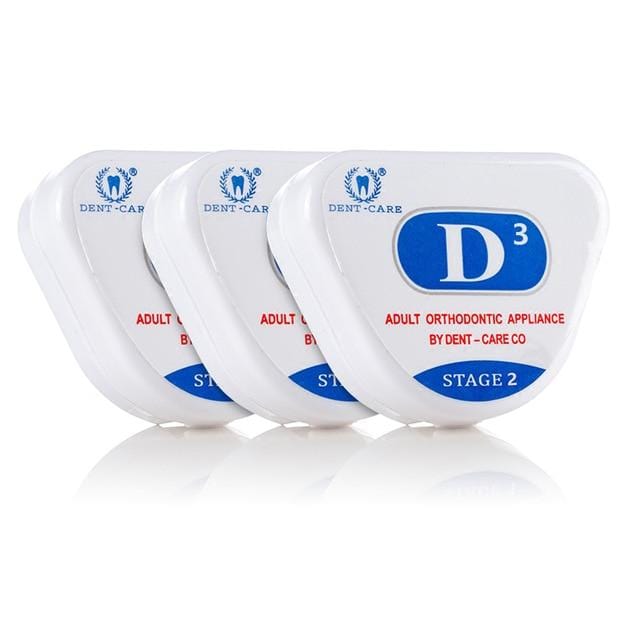 ®
DENT-CARE
ADULT O
BY
ST
®
DENT-CARE
ADULT O
BY
ST
®
DENT-CARE
D³
ADULT ORTHODONTIC APPLIANCE
BY DENT-CARE CO
STAGE 2